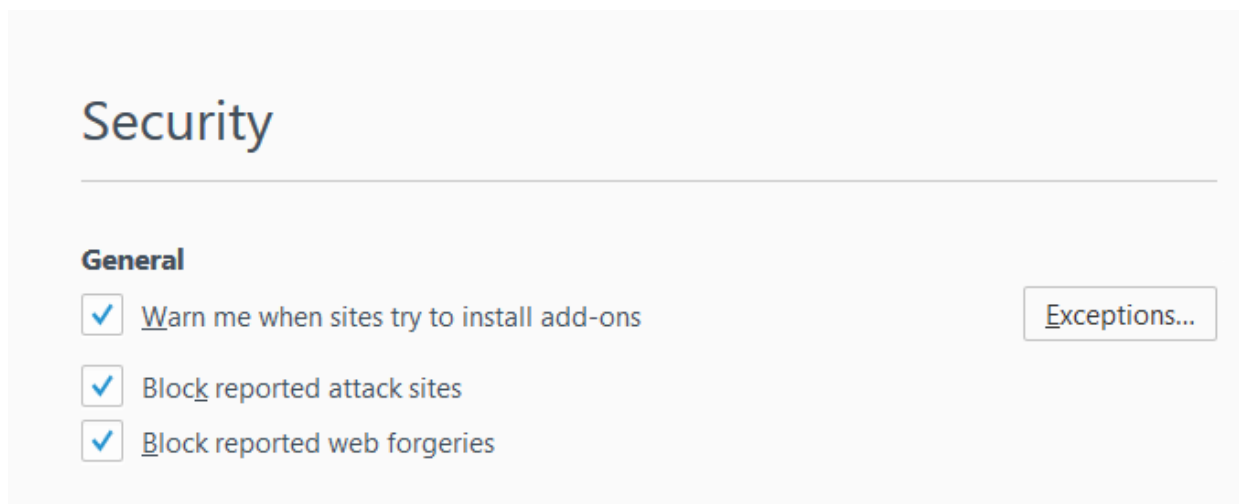 Security
General
Warn me when sites try to install add-ons
Exceptions...
Block reported attack sites
Block reported web forgeries